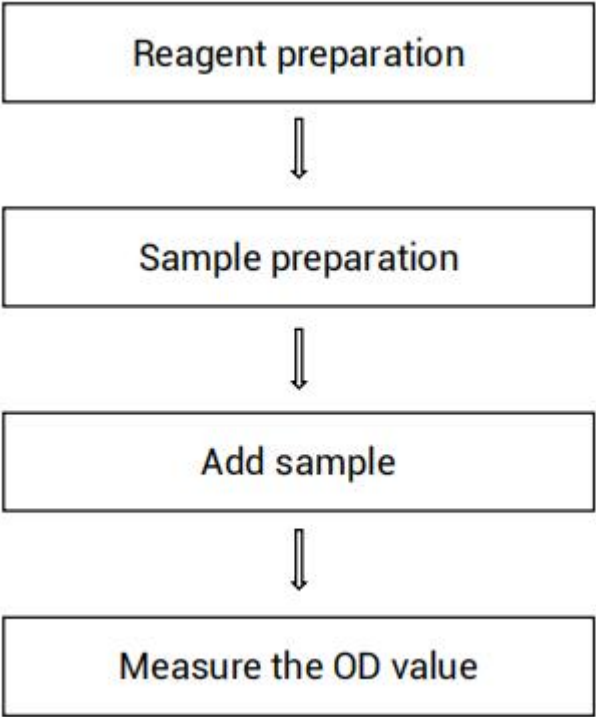 Reagent preparation
Sample preparation
Add sample
Measure the OD value